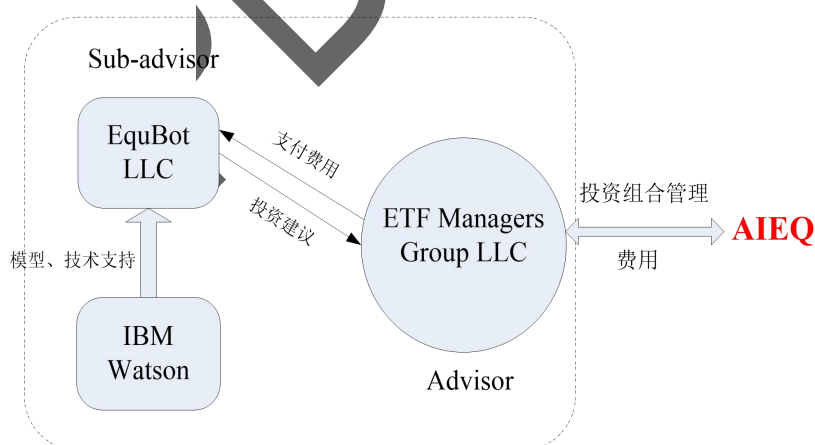 Sub-advisor
EquBot
LLC
支付费用
投资建议
模型、技术支持
IBM
Watson
ETF Managers
Group LLC
Advisor
投资组合管理
费用
AIEQ